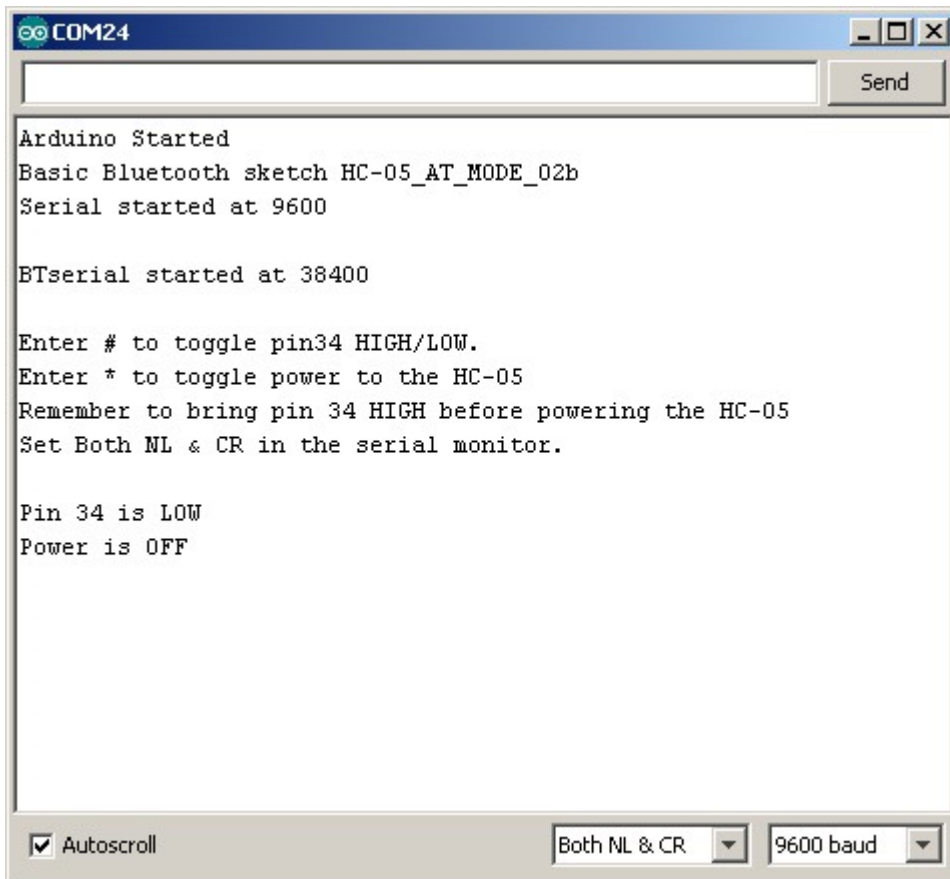 COM24
Send
Arduino Started
Basic Bluetooth sketch HC-05_AT_MODE_02b
Serial started at 9600
BTserial started at 38400
Enter # to toggle pin34 HIGH/LOW.
Enter * to toggle power to the HC-05
Remember to bring pin 34 HIGH before powering the HC-05
Set Both NL & CR in the serial monitor.
Pin 34 is LOW
Power is OFF
Autoscroll
Both NL & CR
9600 baud